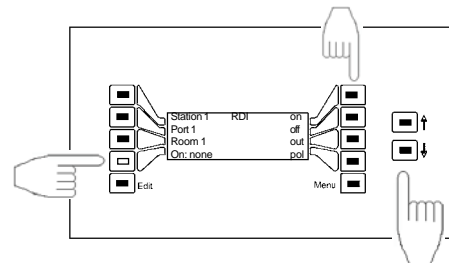 Station 1 RDI on
Port 1 off
Room 1 out
On: none pol
Edit Menu